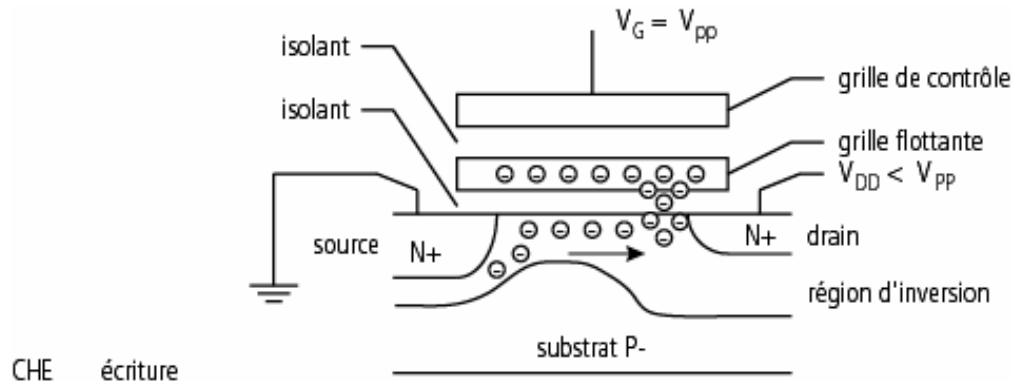 V_G = V_pp
isolant
grille de contrôle
isolant
grille flottante
V_DD < V_PP
source
N+
N+
drain
région d'inversion
substrat P-
CHE écriture